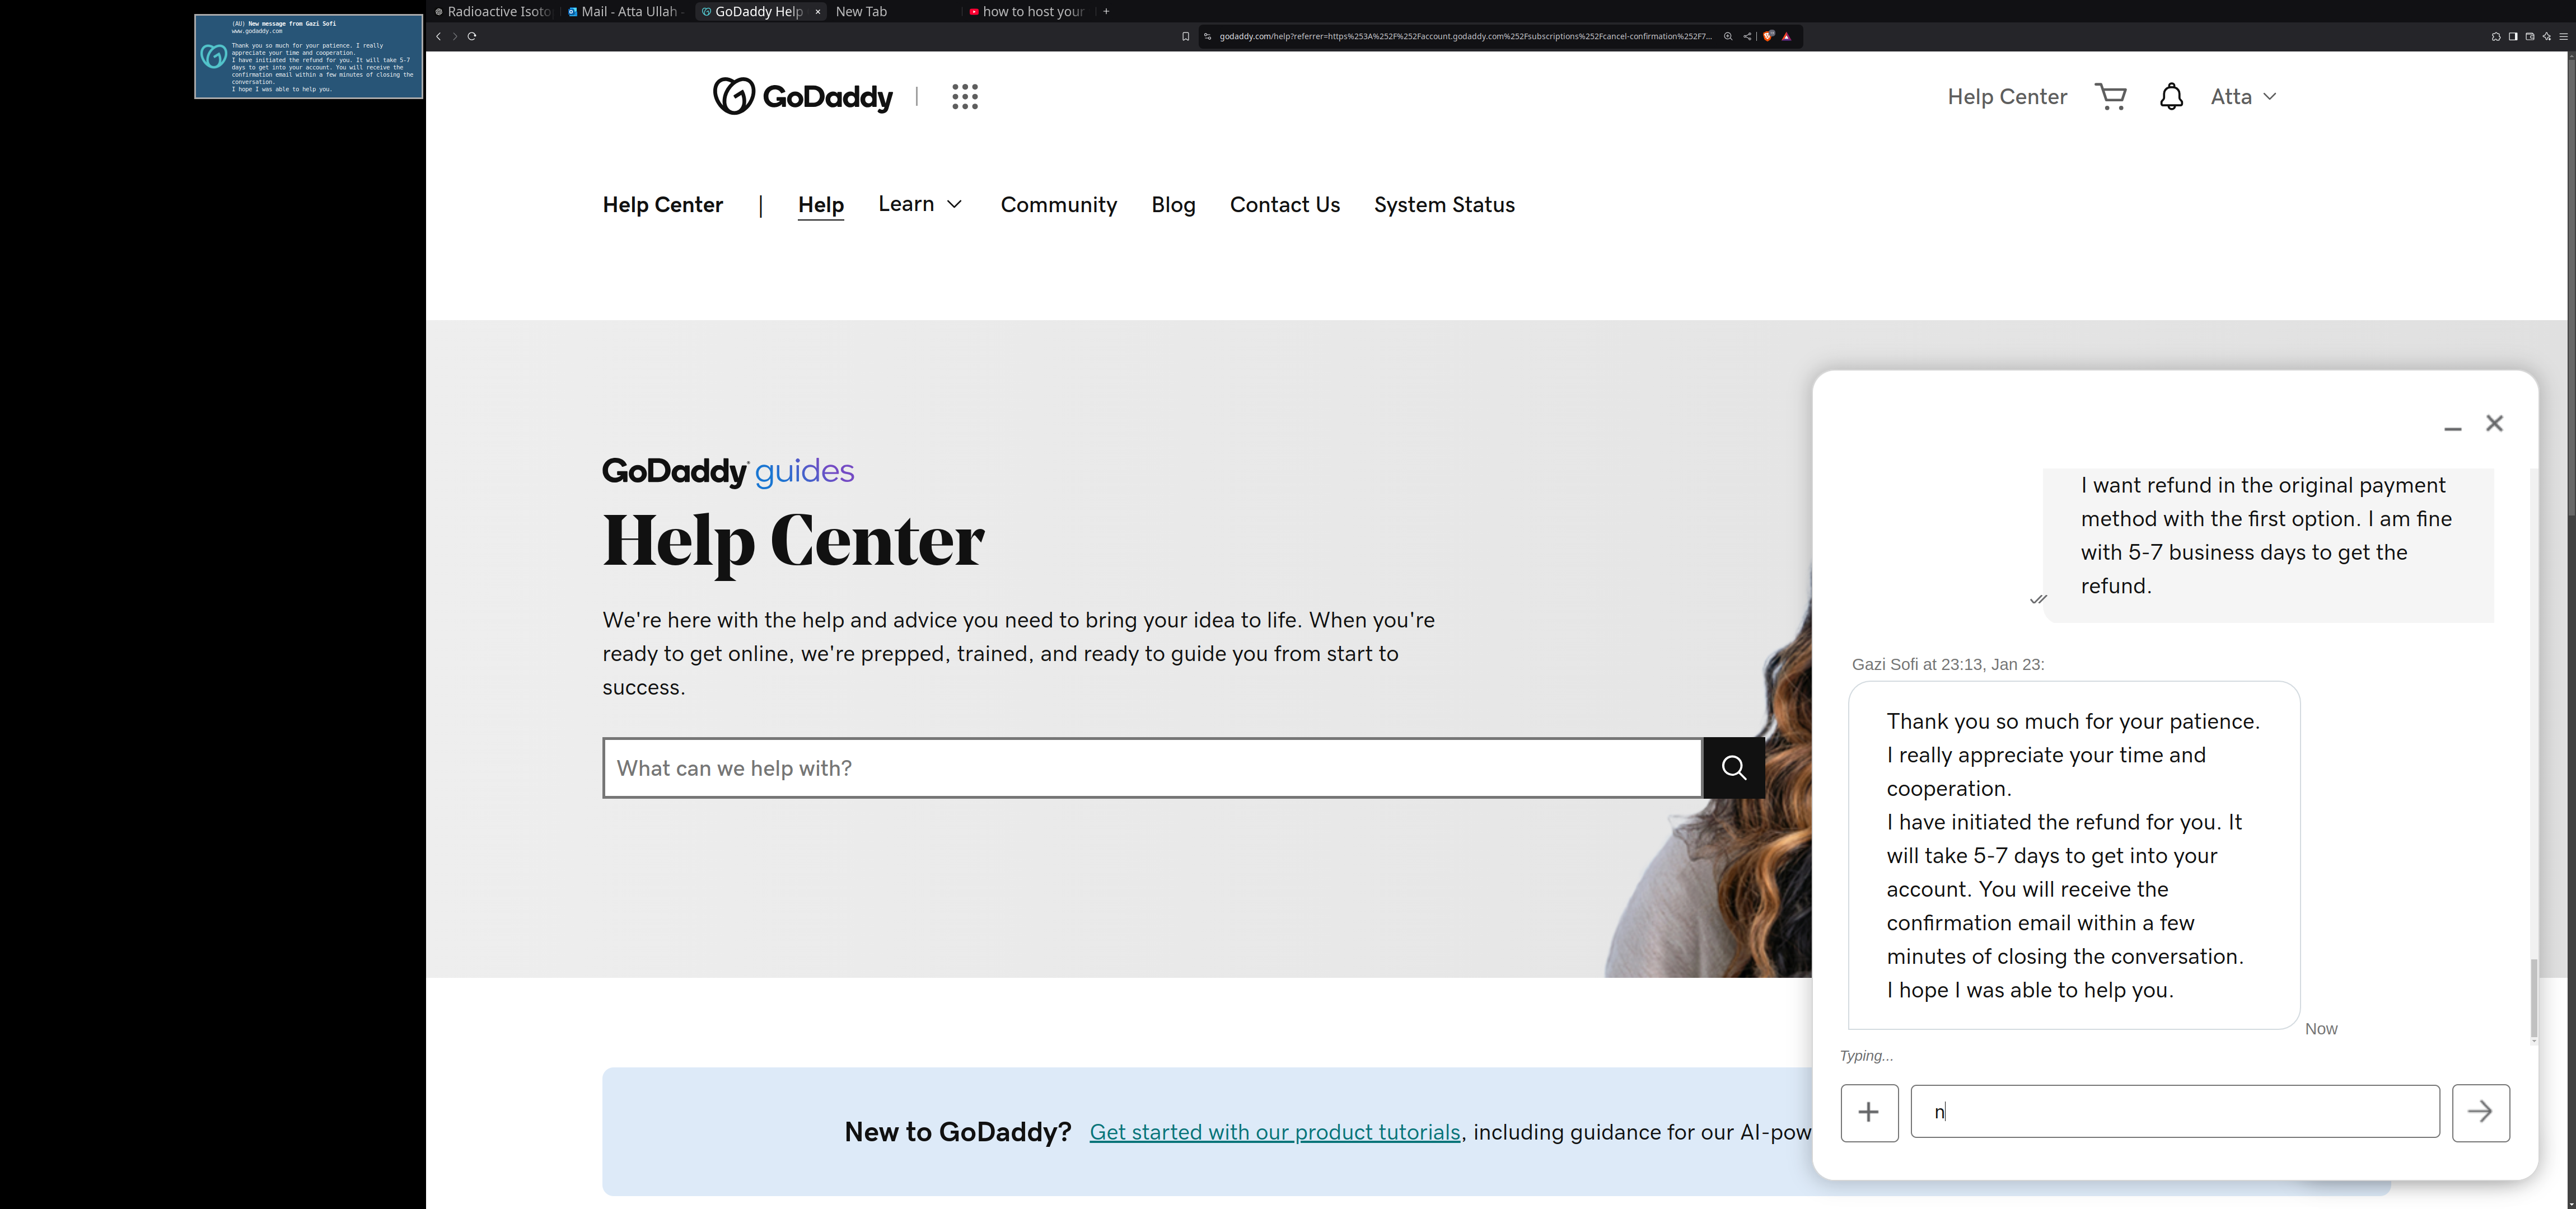 (AU) New message from Gazi Sofi
www.godaddy.com
Thank you so much for your patience. I really
appreciate your time and cooperation.
I have initiated the refund for you. It will take 5-7
days to get into your account. You will receive the
confirmation email within a few minutes of closing the
conversation.
I hope I was able to help you.
Radioactive Isoto
Mail - Atta Ullah -
GoDaddy Help
New Tab
how to host your
godaddy.com/help?referrer=https%253A%252F%252Faccount.godaddy.com%252Fsubscriptions%252Fcancel-confirmation%252F7...
GoDaddy
Help Center
Atta
Help Center | Help Learn Community Blog Contact Us System Status
GoDaddy guides
Help Center
We're here with the help and advice you need to bring your idea to life. When you're
ready to get online, we're prepped, trained, and ready to guide you from start to
success.
What can we help with?
New to GoDaddy? Get started with our product tutorials, including guidance for our AI-pow
I want refund in the original payment
method with the first option. I am fine
with 5-7 business days to get the
refund.
Gazi Sofi at 23:13, Jan 23:
Thank you so much for your patience.
I really appreciate your time and
cooperation.
I have initiated the refund for you. It
will take 5-7 days to get into your
account. You will receive the
confirmation email within a few
minutes of closing the conversation.
I hope I was able to help you.
Now
Typing...
n